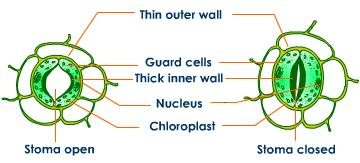 Thin outer wall
Guard cells
Thick inner wall
Nucleus
Chloroplast
Stoma open
Stoma closed